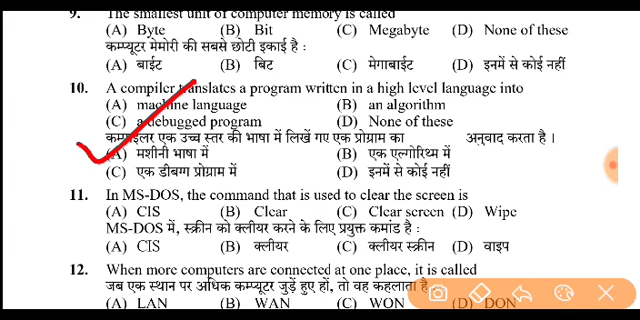 9. The smallest unit of computer memory is called
(A) Byte (B) Bit (C) Megabyte (D) None of these
कम्प्यूटर मेमोरी की सबसे छोटी इकाई है :
(A) बाईट (B) बिट (C) मेगाबाईट (D) इनमें से कोई नहीं
10. A compiler translates a program written in a high level language into
(A) machine language (B) an algorithm
(C) a debugged program (D) None of these
कम्पाइलर एक उच्च स्तर की भाषा में लिखें गए एक प्रोग्राम का अनुवाद करता है ।
(A) मशीनी भाषा में (B) एक एल्गोरिथ्म में
(C) एक डीबग्ग प्रोग्राम में (D) इनमें से कोई नहीं
11. In MS-DOS, the command that is used to clear the screen is
(A) CIS (B) Clear (C) Clear screen (D) Wipe
MS-DOS में, स्क्रीन को क्लीयर करने के लिए प्रयुक्त कमांड है :
(A) CIS (B) क्लीयर (C) क्लीयर स्क्रीन (D) वाइप
12. When more computers are connected at one place, it is called
जब एक स्थान पर अधिक कम्प्यूटर जुड़ें हुए हों, तो वह कहलाता है
(A) LAN (B) WAN (C) WON (D) DON